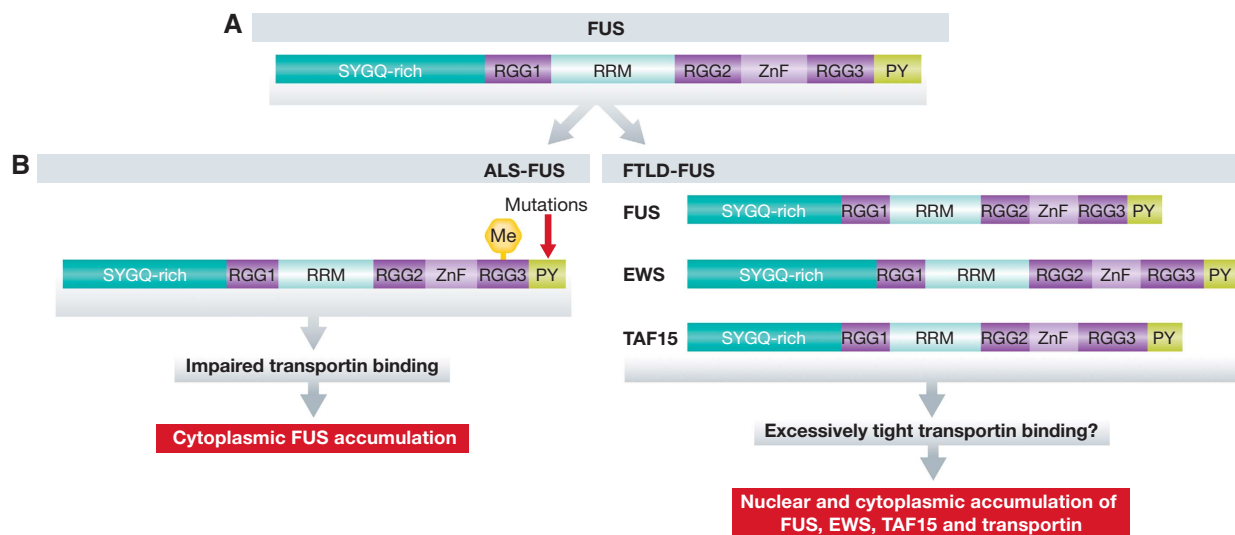 A
FUS
SYGQ-rich RGG1 RRM RGG2 ZnF RGG3 PY
B
ALS-FUS
Mutations
Me
SYGQ-rich RGG1 RRM RGG2 ZnF RGG3 PY
Impaired transportin binding
Cytoplasmic FUS accumulation
FTLD-FUS
FUS SYGQ-rich RGG1 RRM RGG2 ZnF RGG3 PY
EWS SYGQ-rich RGG1 RRM RGG2 ZnF RGG3 PY
TAF15 SYGQ-rich RGG1 RRM RGG2 ZnF RGG3 PY
Excessively tight transportin binding?
Nuclear and cytoplasmic accumulation of
FUS, EWS, TAF15 and transportin